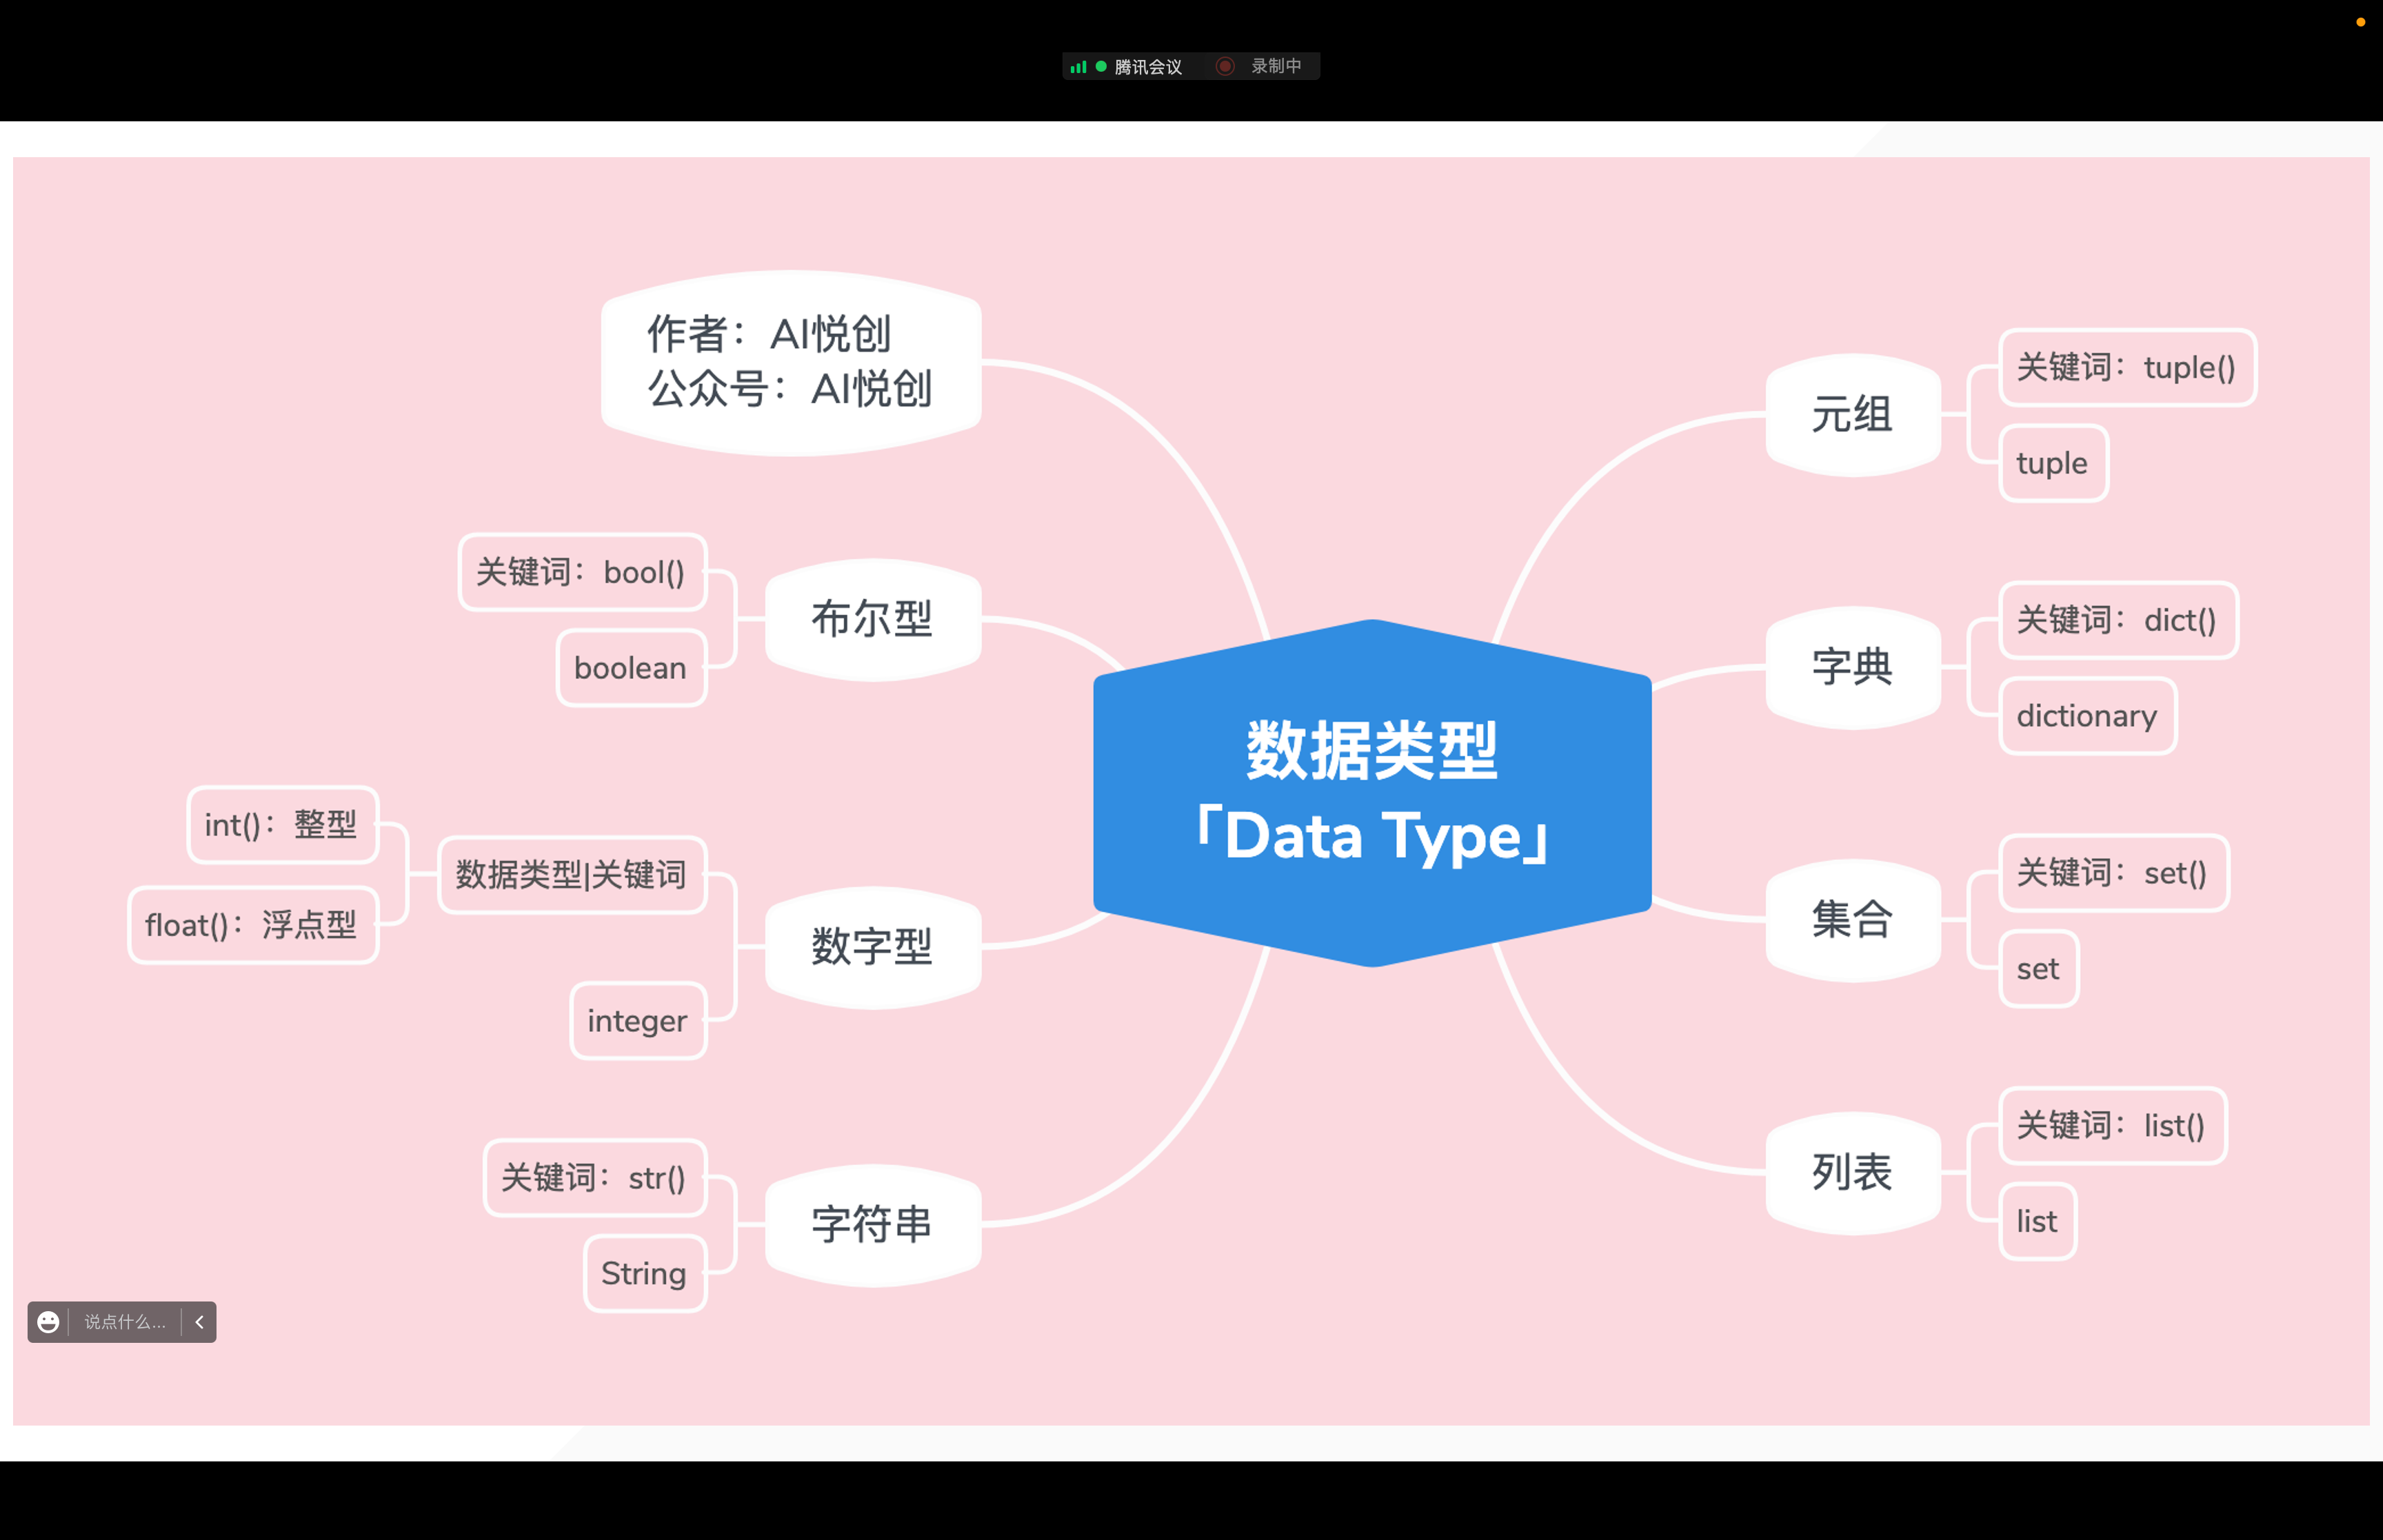 腾讯会议 录制中
作者：AI悦创
公众号：AI悦创
布尔型
关键词：bool()
boolean
数字型
数据类型|关键词
int()：整型
float()：浮点型
integer
字符串
关键词：str()
String
数据类型
「Data Type」
元组
关键词：tuple()
tuple
字典
关键词：dict()
dictionary
集合
关键词：set()
set
列表
关键词：list()
list
说点什么...